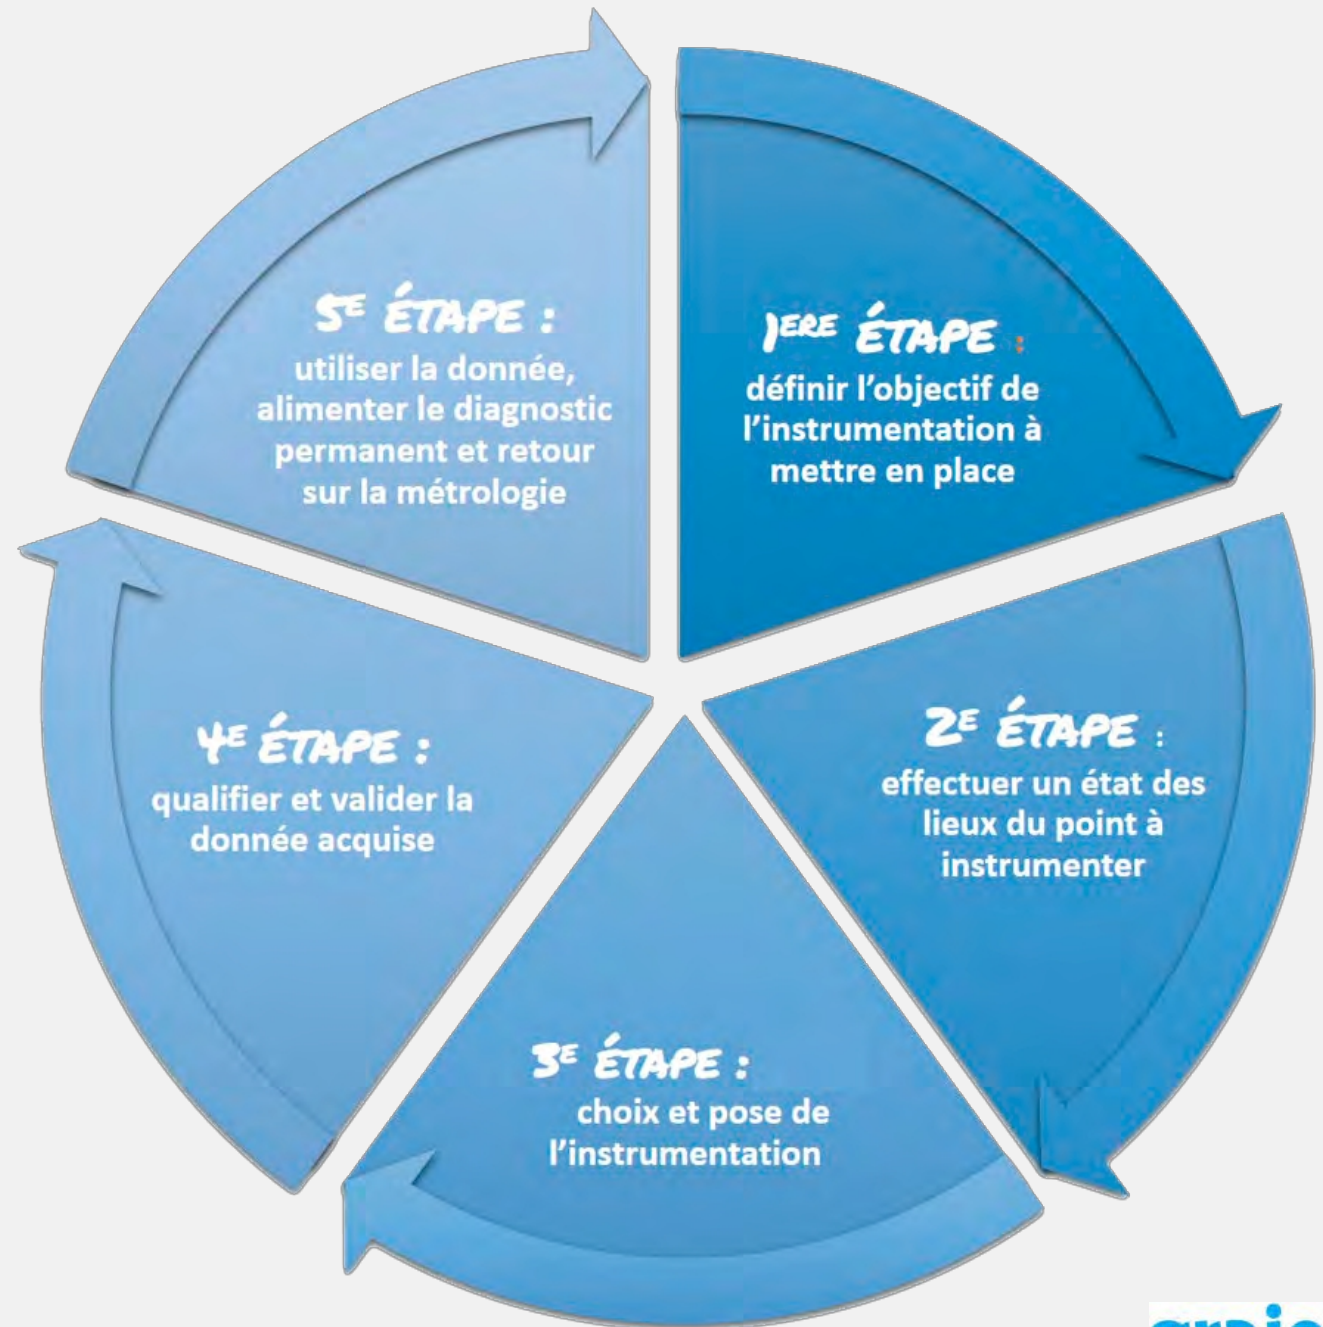 1ERE ÉTAPE :
définir l’objectif de
l’instrumentation à
mettre en place
2E ÉTAPE :
effectuer un état des
lieux du point à
instrumenter
3E ÉTAPE :
choix et pose de
l’instrumentation
4E ÉTAPE :
qualifier et valider la
donnée acquise
5E ÉTAPE :
utiliser la donnée,
alimenter le diagnostic
permanent et retour
sur la métrologie